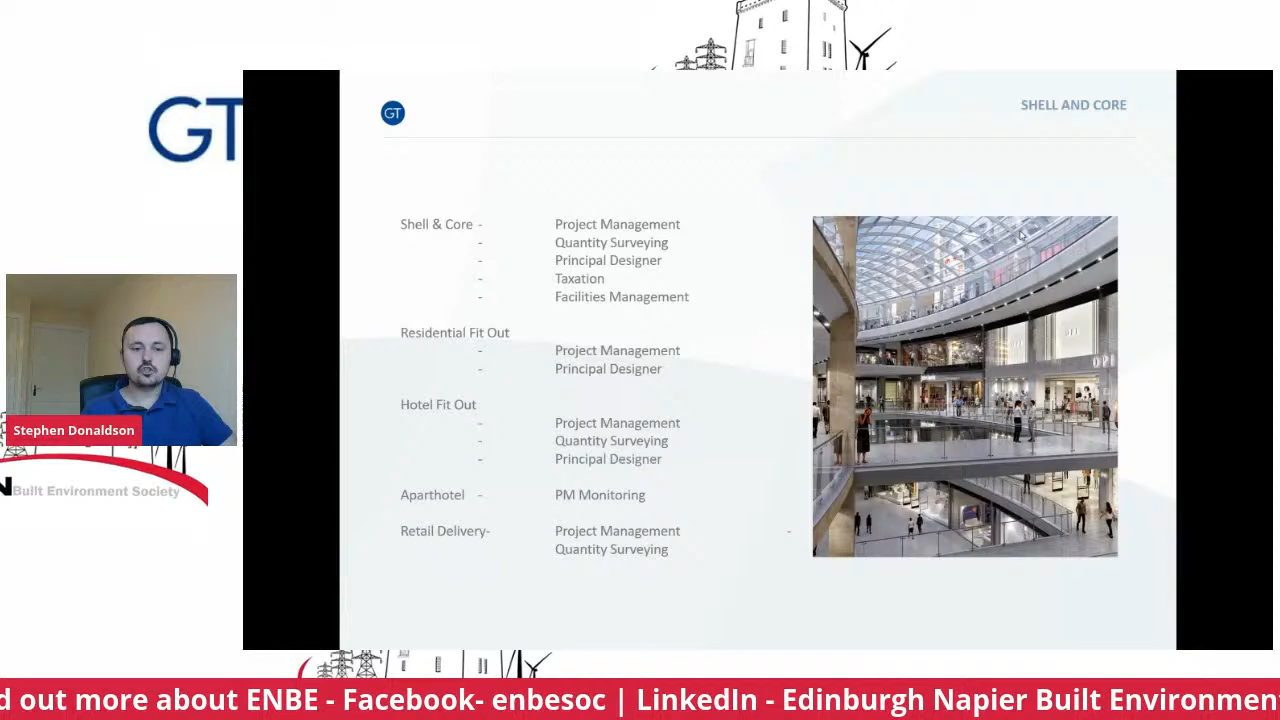 GT
GT
SHELL AND CORE
Shell & Core - Project Management
- Quantity Surveying
- Principal Designer
- Taxation
- Facilities Management
Residential Fit Out
- Project Management
- Principal Designer
Hotel Fit Out
- Project Management
- Quantity Surveying
- Principal Designer
Aparthotel - PM Monitoring
Retail Delivery- Project Management -
Quantity Surveying
Stephen Donaldson
N Built Environment Society
d out more about ENBE - Facebook- enbesoc | LinkedIn - Edinburgh Napier Built Environment